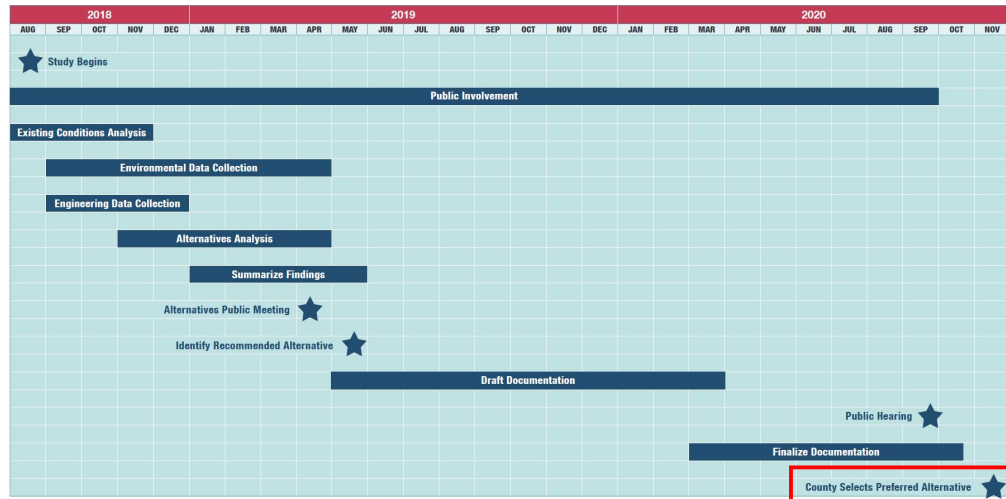 2018 2019 2020
AUG SEP OCT NOV DEC JAN FEB MAR APR MAY JUN JUL AUG SEP OCT NOV DEC JAN FEB MAR APR MAY JUN JUL AUG SEP OCT NOV
Study Begins
Public Involvement
Existing Conditions Analysis
Environmental Data Collection
Engineering Data Collection
Alternatives Analysis
Summarize Findings
Alternatives Public Meeting
Identify Recommended Alternative
Draft Documentation
Public Hearing
Finalize Documentation
County Selects Preferred Alternative